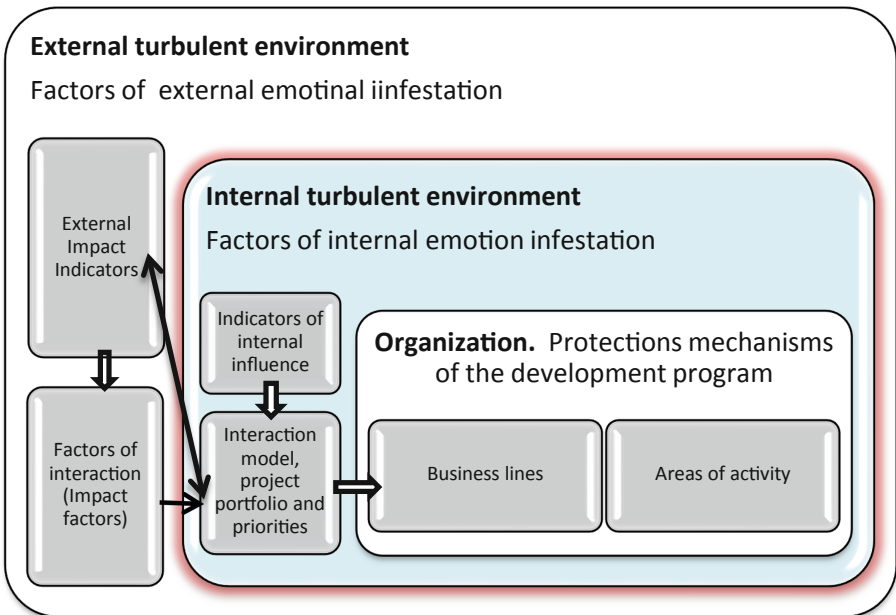 External turbulent environment
Factors of  external emotinal iinfestation
External
Impact
Indicators
Factors of
interaction
(Impact
factors)
Internal turbulent environment
Factors of internal emotion infestation
Indicators of
internal
influence
Interaction
model,
project
portfolio and
priorities
Organization.  Protections mechanisms
of the development program
Business lines
Areas of activity